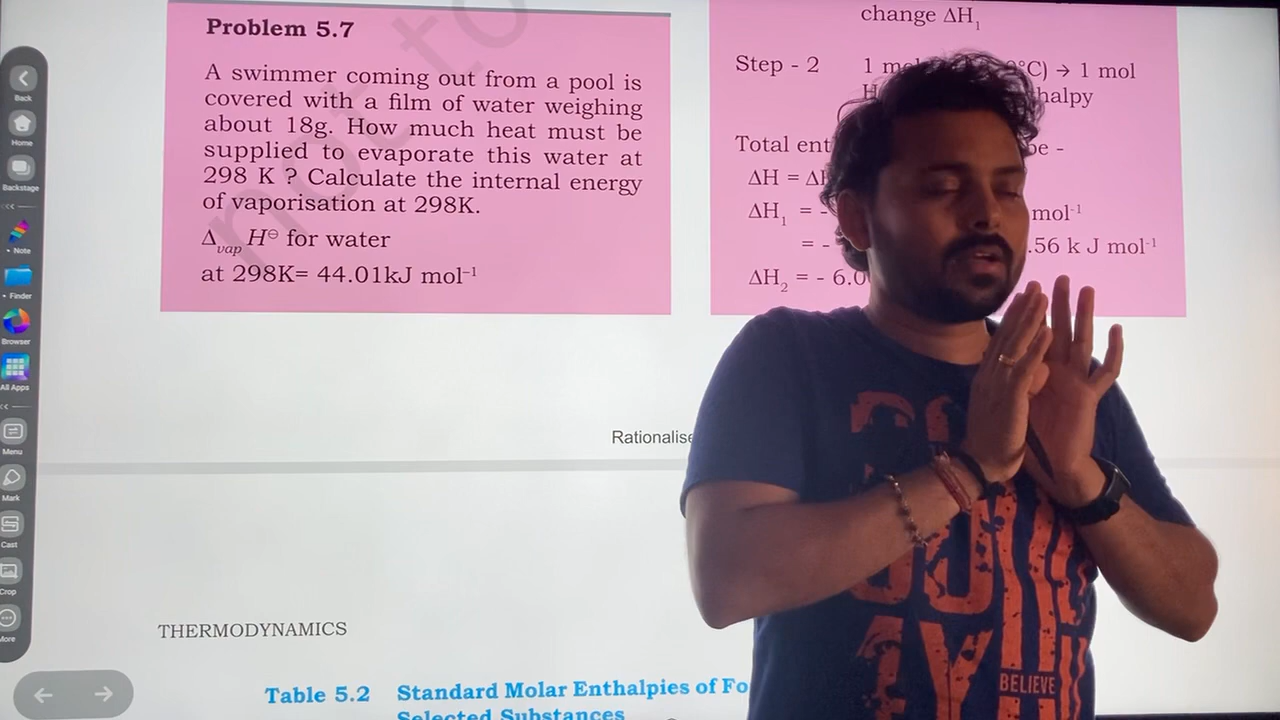 Back
Home
Backstage
Note
Finder
Browser
All Apps
Menu
Mark
Cast
Crop
More
not to
Problem 5.7
A swimmer coming out from a pool is
covered with a film of water weighing
about 18g. How much heat must be
supplied to evaporate this water at
298 K ? Calculate the internal energy
of vaporisation at 298K.
Δvap H⊖ for water
at 298K= 44.01kJ mol⁻¹
change ΔH₁
Step - 2 1 °C) → 1 mol
Total be -
ΔH =
ΔH₁ = - mol⁻¹
= - .56 k J mol⁻¹
ΔH₂ = - 6.0
THERMODYNAMICS
Table 5.2 Standard Molar Enthalpies of
Selected Substances
BELIEVE